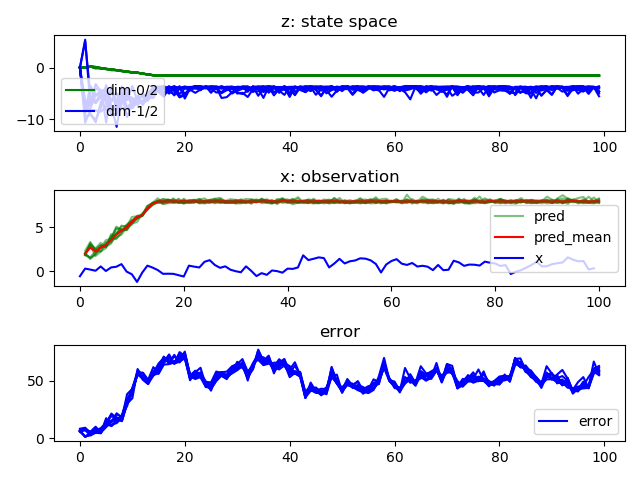 z: state space
0
−10
dim-0/2
dim-1/2
0
20
40
60
80
100
x: observation
5
0
pred
pred_mean
x
0
20
40
60
80
100
error
50
0
error
0
20
40
60
80
100